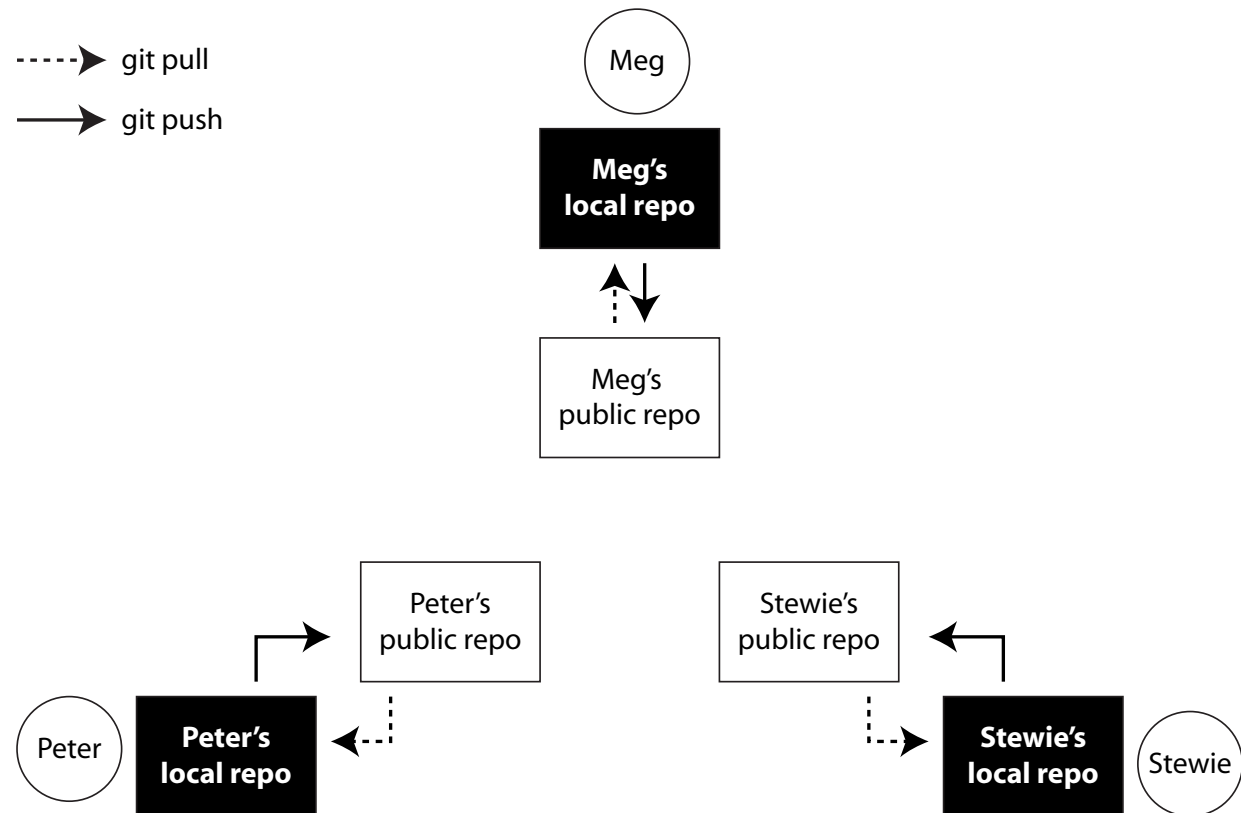 git pull
git push
Meg
Meg’s
local repo
Meg’s
public repo
Peter’s
public repo
Stewie’s
public repo
Peter
Peter’s
local repo
Stewie’s
local repo
Stewie